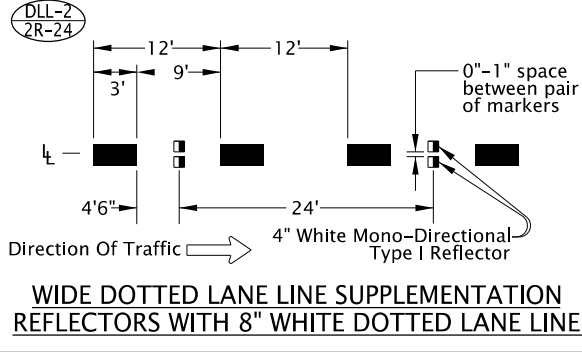 DLL-2
2R-24
12'
12'
3'
9'
0"-1" space
between pair
of markers
LL
4'6"
24'
Direction Of Traffic
4" White Mono-Directional
Type I Reflector
WIDE DOTTED LANE LINE SUPPLEMENTATION
REFLECTORS WITH 8" WHITE DOTTED LANE LINE